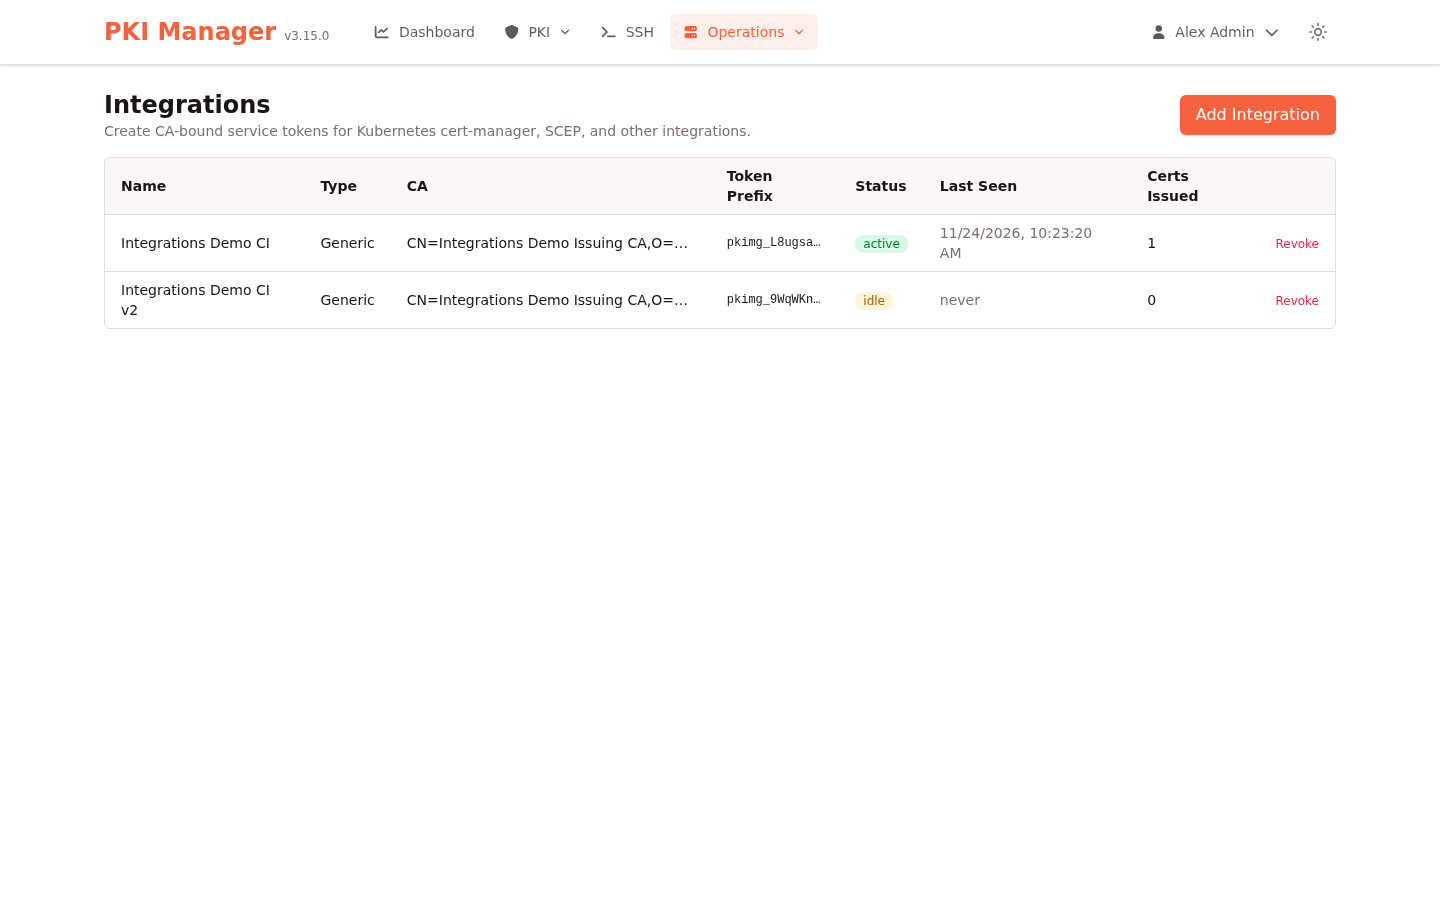 PKI Manager v3.15.0 Dashboard PKI SSH Operations Alex Admin
Integrations
Create CA-bound service tokens for Kubernetes cert-manager, SCEP, and other integrations.
Add Integration
Name Type CA Token Prefix Status Last Seen Certs Issued
Integrations Demo CI Generic CN=Integrations Demo Issuing CA,O=… pkimg_L8ugsa… active 11/24/2026, 10:23:20 AM 1 Revoke
Integrations Demo CI v2 Generic CN=Integrations Demo Issuing CA,O=… pkimg_9WqWKn… idle never 0 Revoke